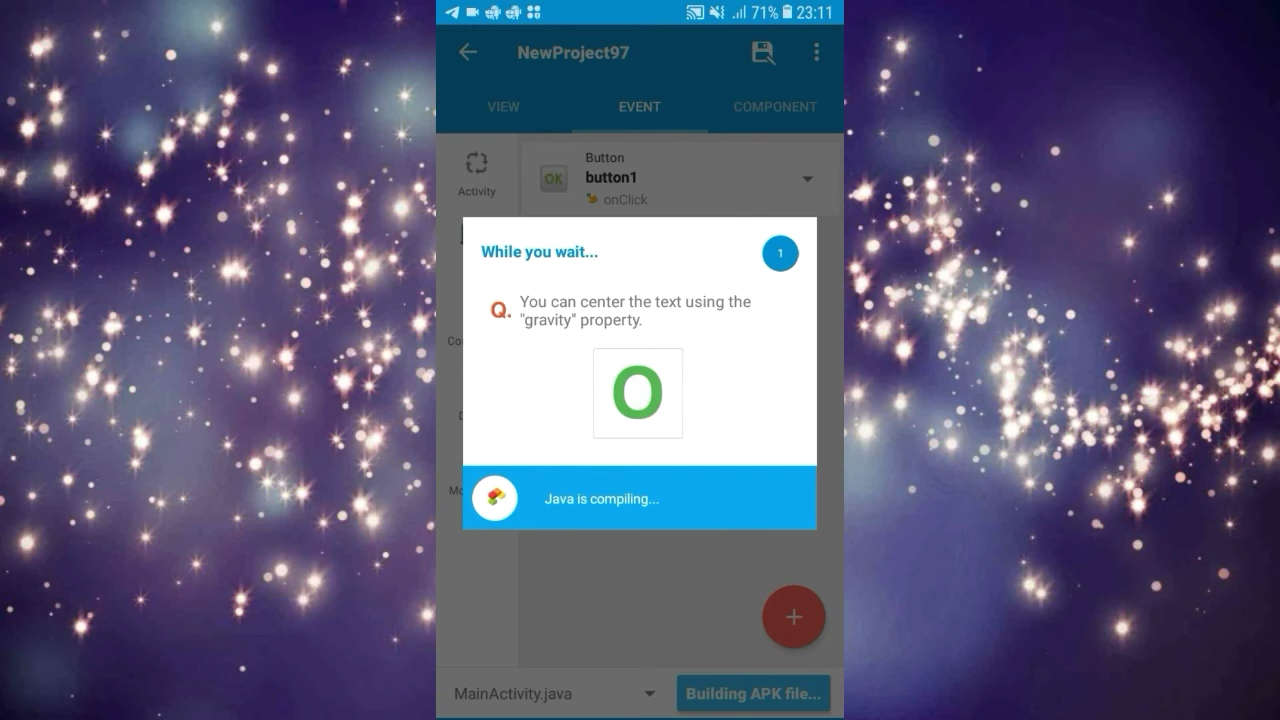 71% 23:11
NewProject97
VIEW EVENT COMPONENT
Activity
Button
button1
OK
onClick
While you wait...
1
Q. You can center the text using the
"gravity" property.
O
Java is compiling...
+
MainActivity.java
Building APK file...